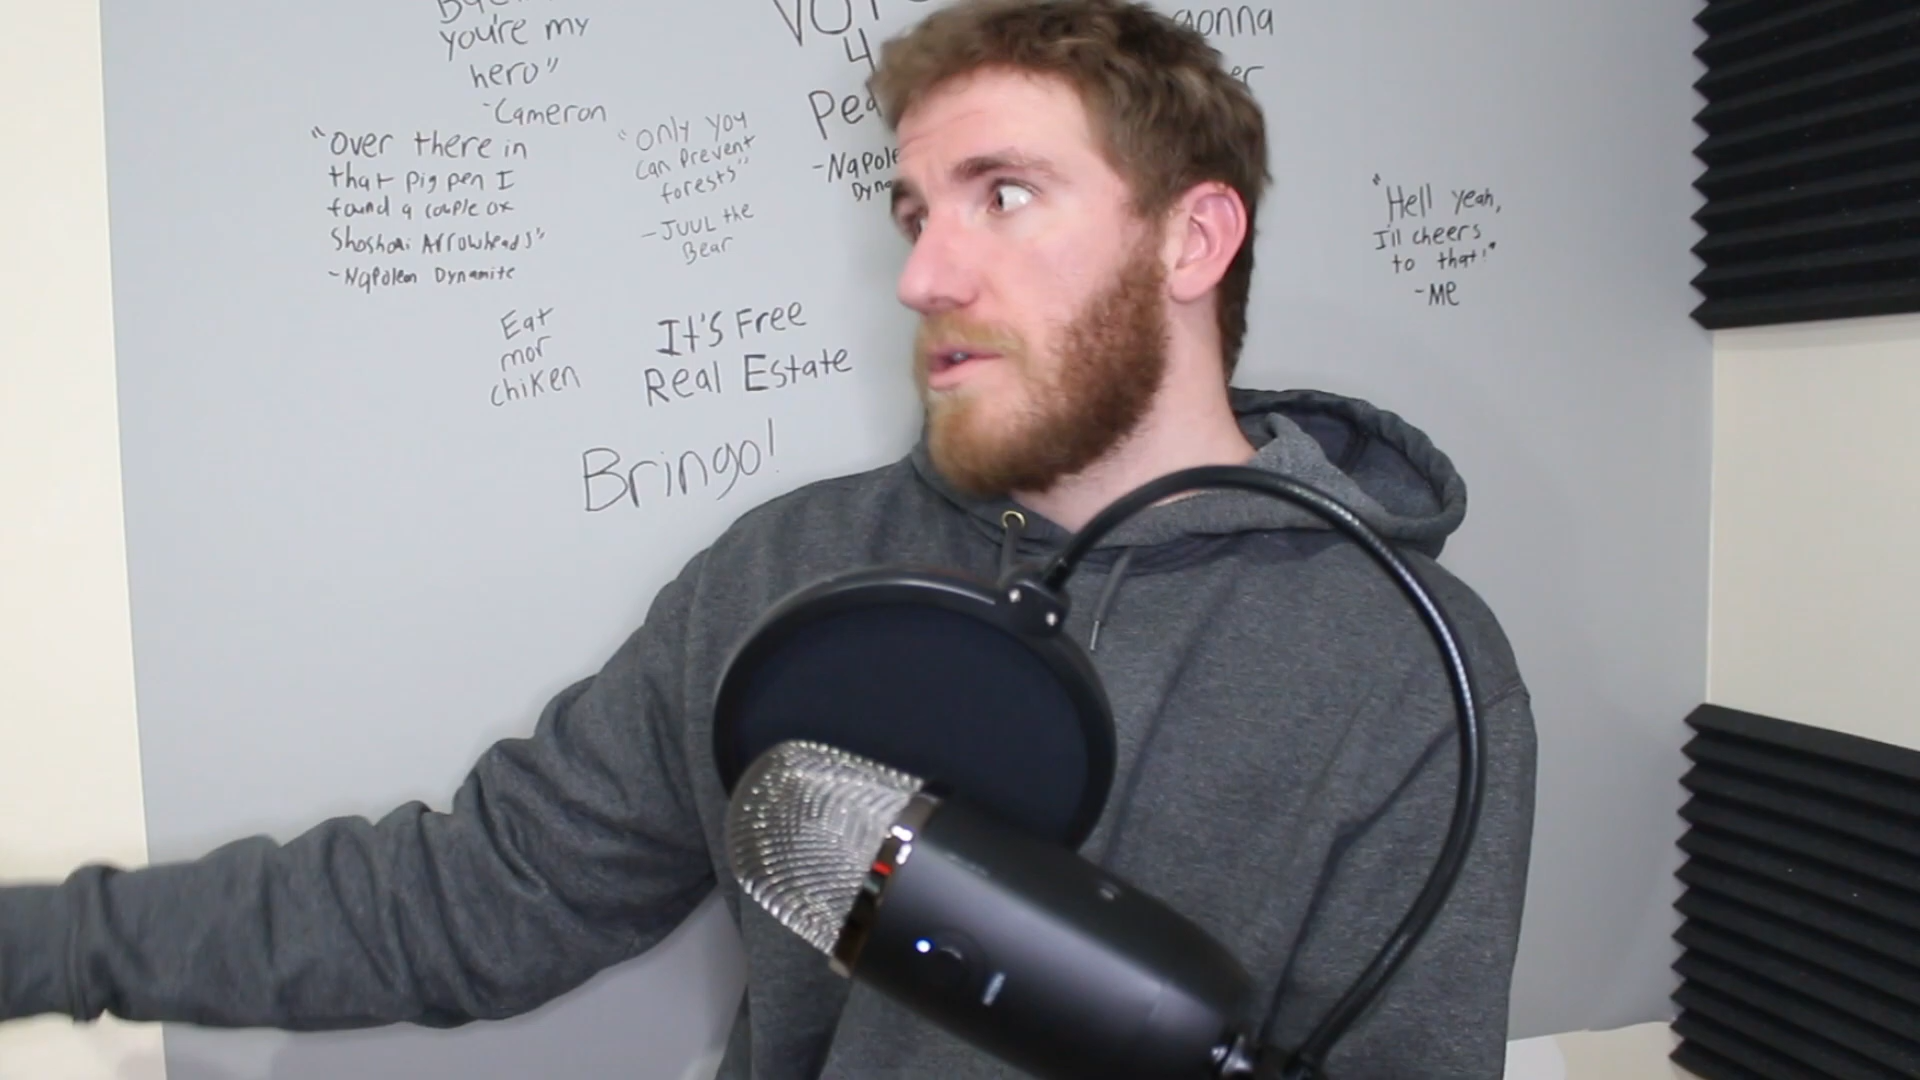 you're my
hero"
-Cameron
"Over there in
that pig pen I
found a couple ox
Shoshoni Arrowheads"
-Napoleon Dynamite
"Only you
can prevent
forests"
-JUUL the
Bear
4
Eat
mor
chiken
It's Free
Real Estate
Bringo!
gonna
"Hell yeah,
I'll cheers
to that!"
-Me